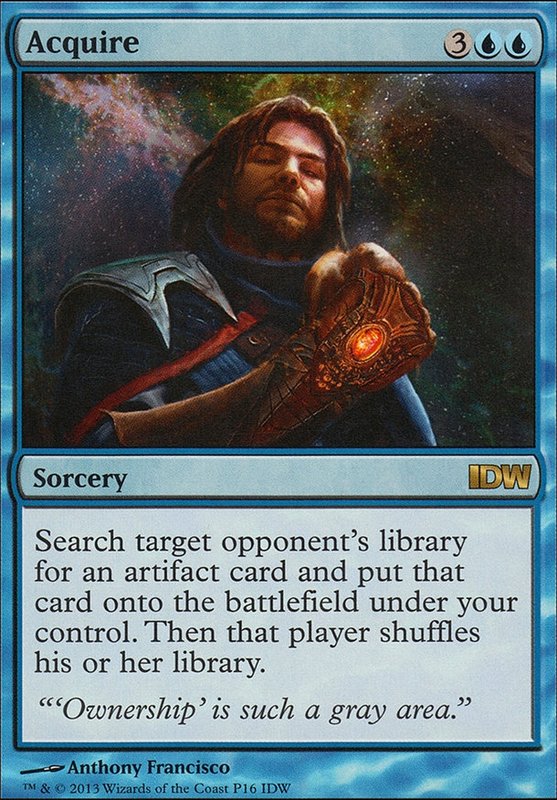 Acquire 3
Sorcery IDW
Search target opponent's library
for an artifact card and put that
card onto the battlefield under your
control. Then that player shuffles
his or her library.
“‘Ownership’ is such a gray area.”
Anthony Francisco
™ & © 2013 Wizards of the Coast P16 IDW